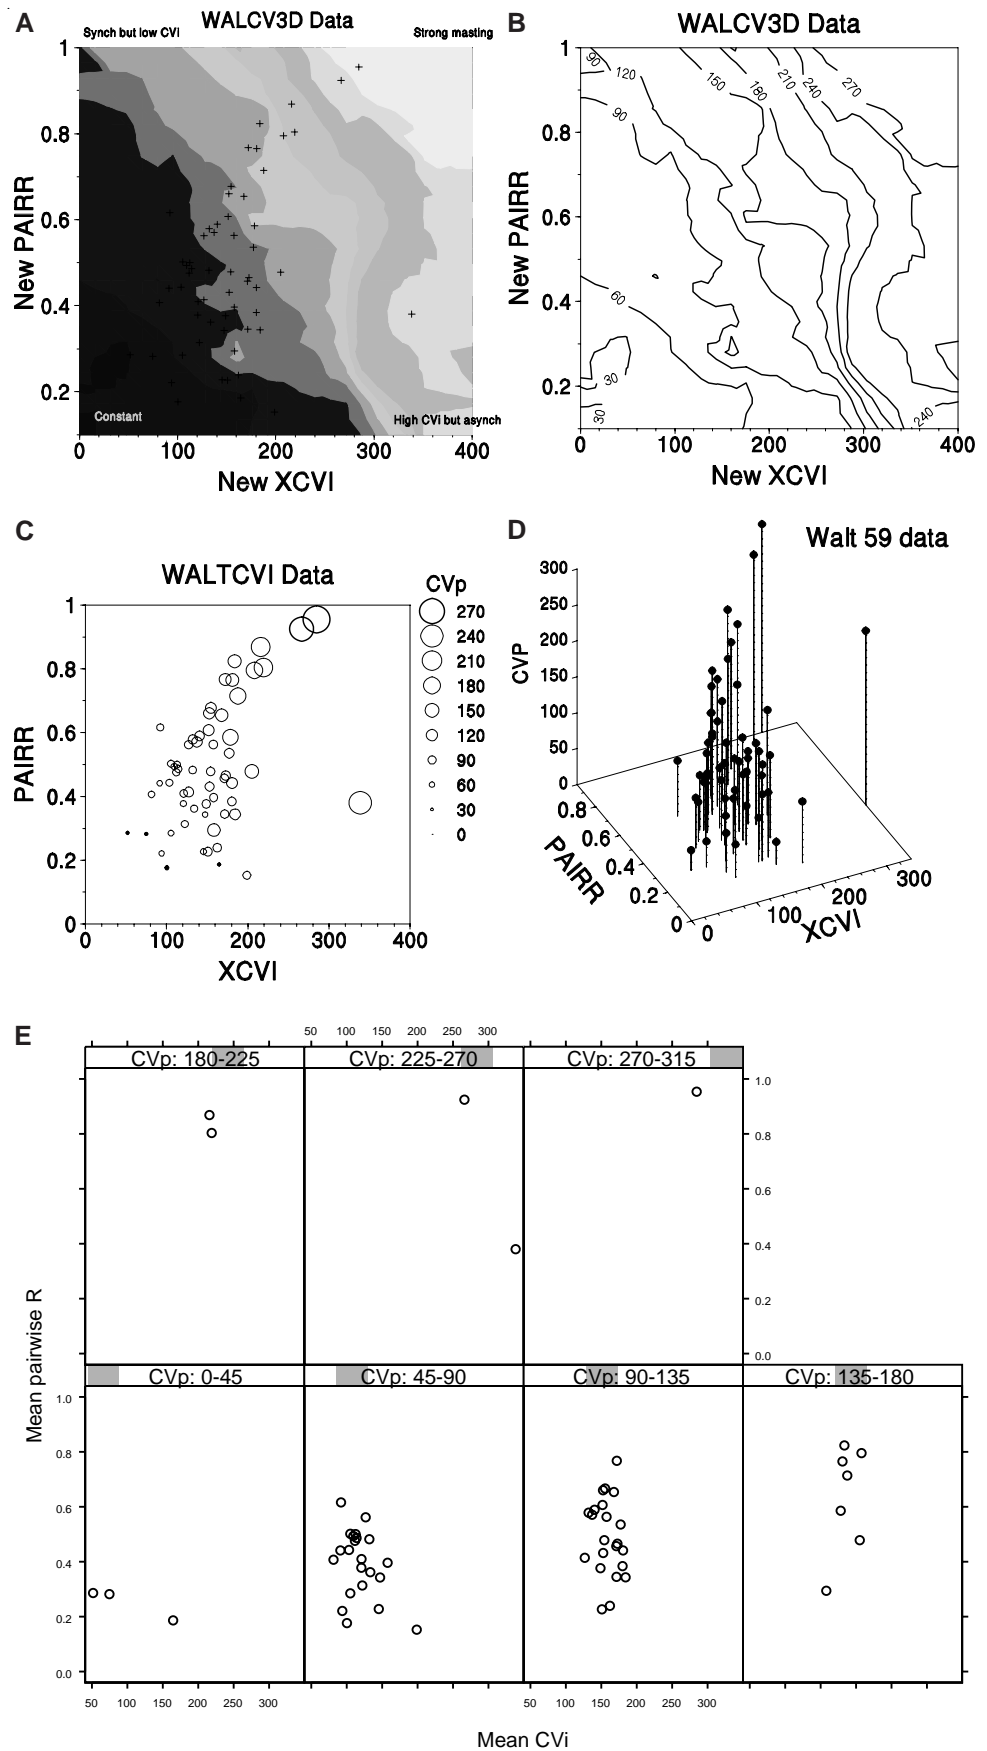 A
WALCV3D Data
Synch but low CVi
Strong masting
1
0.8
0.6
0.4
0.2
New PAIRR
Constant
High CVi but asynch
0
100
200
300
400
New XCVI
B
WALCV3D Data
1
0.8
0.6
0.4
0.2
New PAIRR
90
120
150
180
210
240
270
90
60
30
30
240
0
100
200
300
400
New XCVI
C
WALTCVI Data
1
0.8
0.6
0.4
0.2
0
PAIRR
0
100
200
300
400
XCVI
CVp
270
240
210
180
150
120
90
60
30
0
D
Walt 59 data
300
250
200
150
100
50
0
CVP
0.8
0.6
0.4
0.2
0
PAIRR
0
100
200
300
XCVI
E
50 100 150 200 250 300
CVp: 180-225
CVp: 225-270
CVp: 270-315
1.0
0.8
0.6
0.4
0.2
0.0
Mean pairwise R
CVp: 0-45
CVp: 45-90
CVp: 90-135
CVp: 135-180
1.0
0.8
0.6
0.4
0.2
0.0
50 100 150 200 250 300
50 100 150 200 250 300
Mean CVi